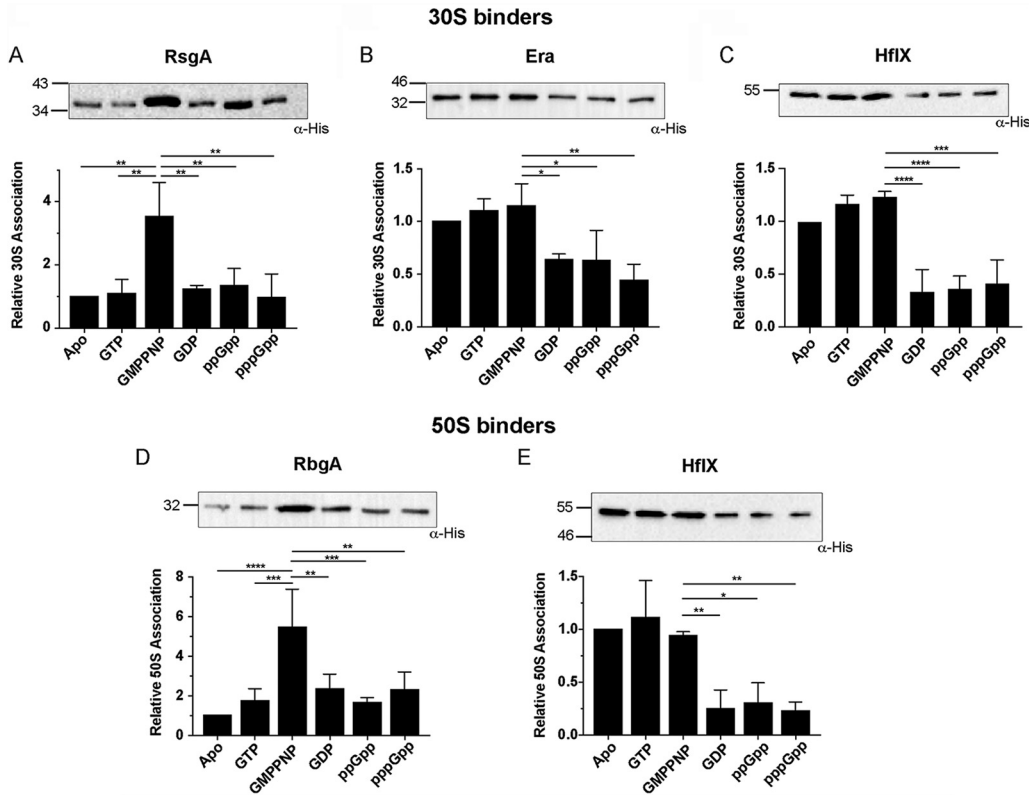 30S binders
A
RsgA
43
34
α-His
**
** **
** **
Relative 30S Association
4
2
0
Apo
GTP
GMPPNP
GDP
ppGpp
pppGpp
B
Era
46
32
α-His
**
*
*
Relative 30S Association
1.5
1.0
0.5
0.0
Apo
GTP
GMPPNP
GDP
ppGpp
pppGpp
C
HflX
55
α-His
***
****
****
Relative 30S Association
1.5
1.0
0.5
0.0
Apo
GTP
GMPPNP
GDP
ppGpp
pppGpp
50S binders
D
RbgA
32
α-His
**
**** ***
*** **
Relative 50S Association
8
6
4
2
0
Apo
GTP
GMPPNP
GDP
ppGpp
pppGpp
E
HflX
55
46
α-His
**
*
**
Relative 50S Association
1.5
1.0
0.5
0
Apo
GTP
GMPPNP
GDP
ppGpp
pppGpp